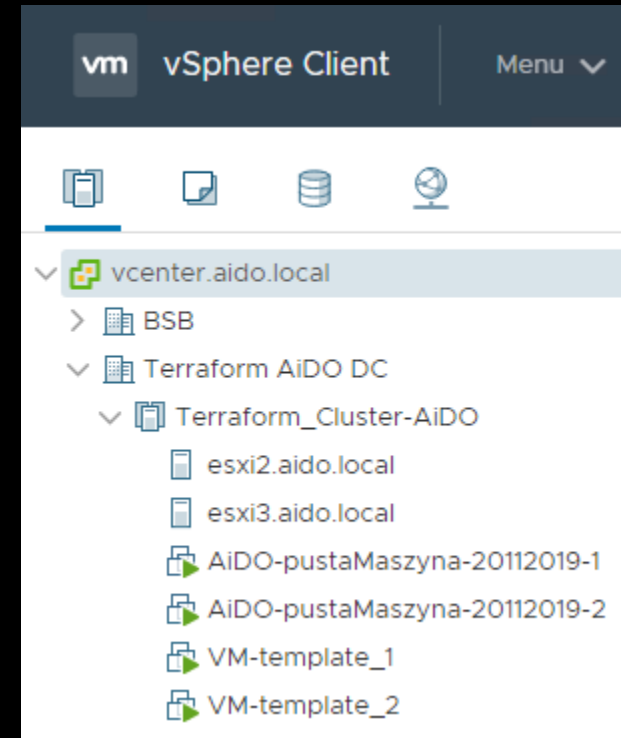 vm vSphere Client Menu
vcenter.aido.local
BSB
Terraform AiDO DC
Terraform_Cluster-AiDO
esxi2.aido.local
esxi3.aido.local
AiDO-pustaMaszyna-20112019-1
AiDO-pustaMaszyna-20112019-2
VM-template_1
VM-template_2